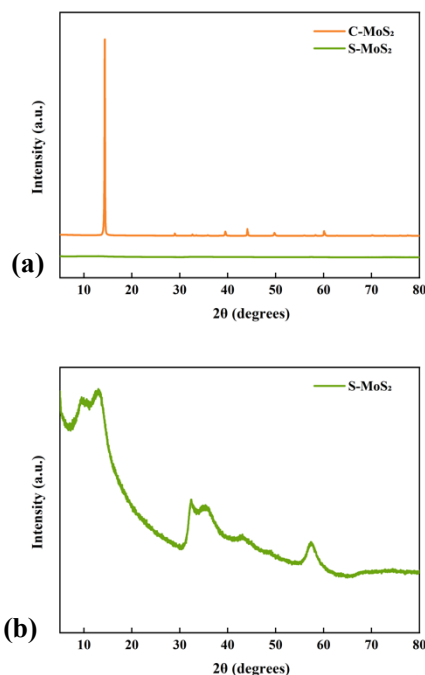 C-MoS₂
S-MoS₂
Intensity (a.u.)
(a)
10 20 30 40 50 60 70 80
2θ (degrees)
S-MoS₂
Intensity (a.u.)
(b)
10 20 30 40 50 60 70 80
2θ (degrees)